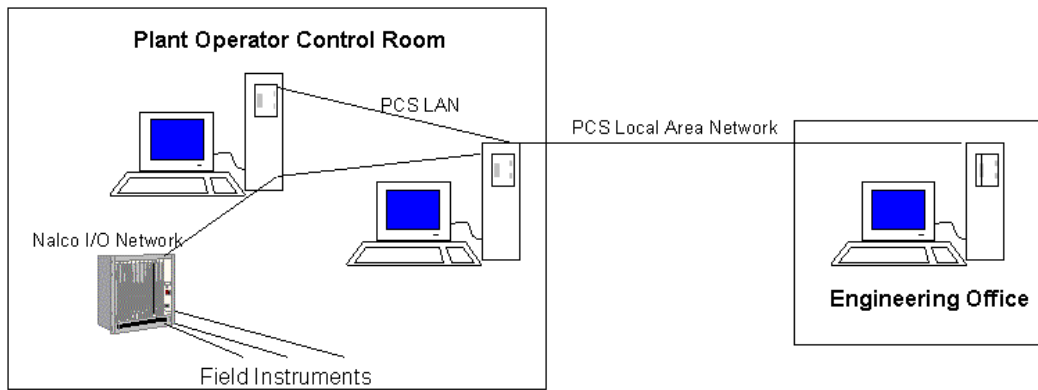 Plant Operator Control Room
PCS LAN
PCS Local Area Network
Nalco I/O Network
Engineering Office
Field Instruments